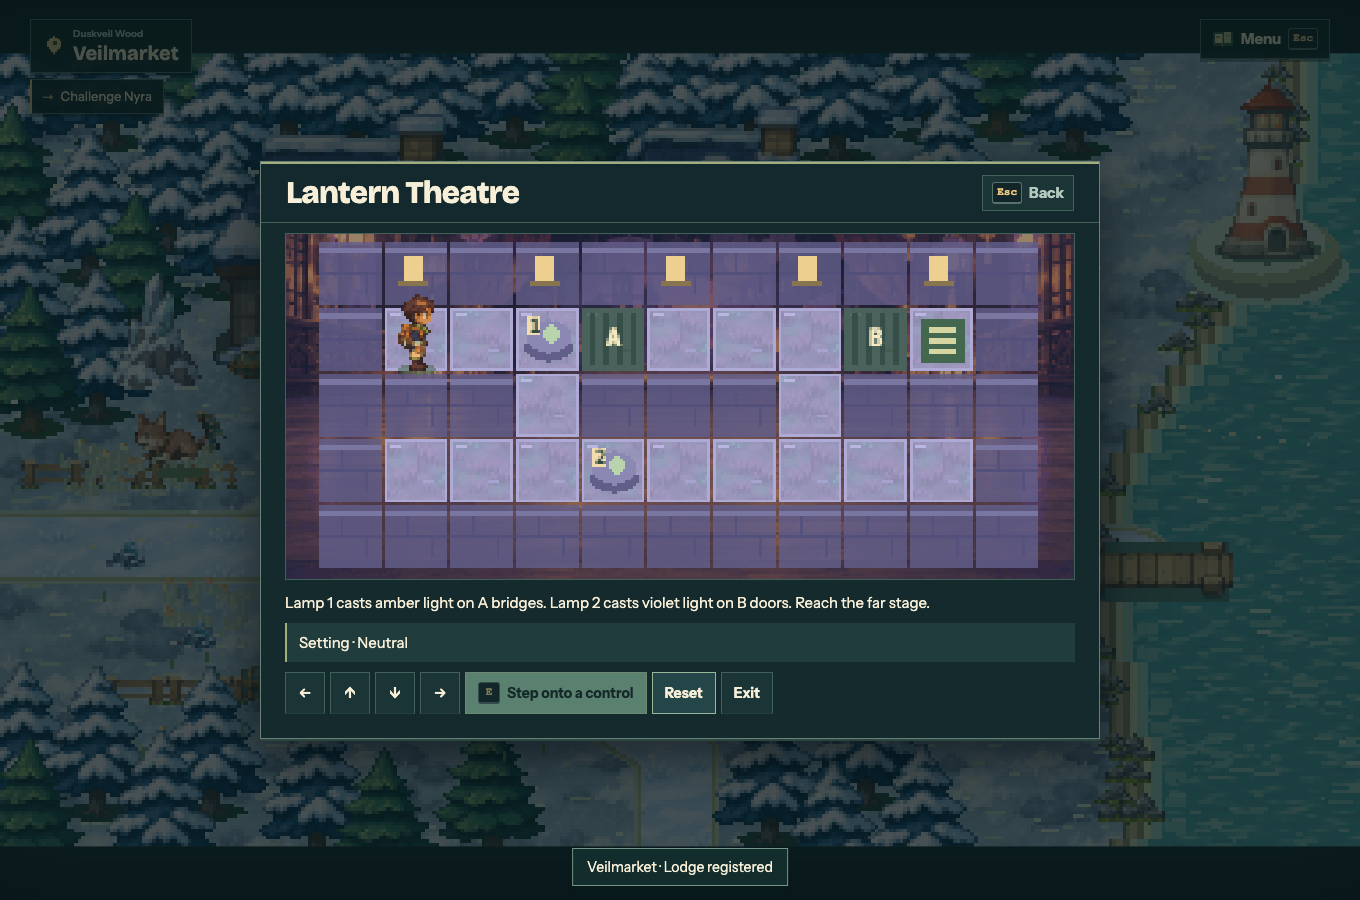 Duskveil Wood
Veilmarket
→ Challenge Nyra
Menu Esc
Lantern Theatre
Esc Back
1 A B
2
Lamp 1 casts amber light on A bridges. Lamp 2 casts violet light on B doors. Reach the far stage.
Setting · Neutral
← ↑ ↓ → E Step onto a control Reset Exit
Veilmarket · Lodge registered